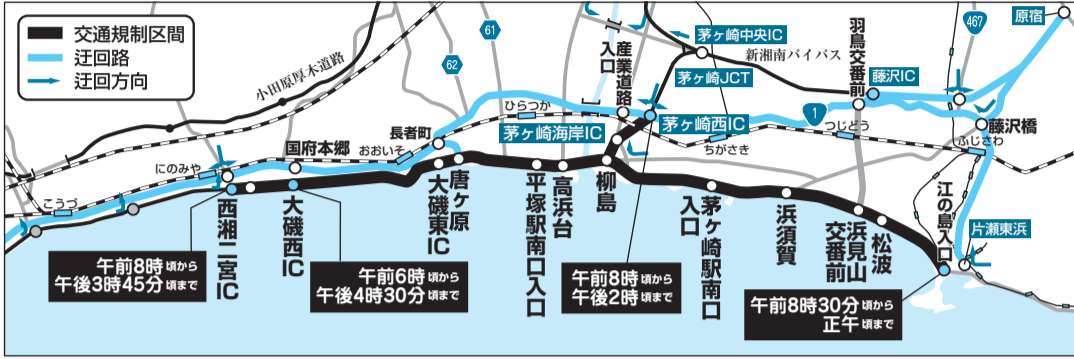 交通規制区間
迂回路
迂回方向
小田原厚木道路
61
62
467
原宿
茅ヶ崎中央IC
新湘南バイパス
産業道路
入口
茅ヶ崎JCT
羽鳥交番前
藤沢IC
ひらつか
茅ヶ崎海岸IC
茅ヶ崎西IC
1
つじどう
藤沢橋
ふじさわ
長者町
国府本郷
おおいそ
にのみや
こうづ
ちがさき
西湘二宮IC
大磯西IC
大磯東IC
唐ヶ原
平塚駅南口入口
高浜台
柳島
茅ヶ崎駅南口
入口
浜須賀
浜見山
交番前
松波
江の島入口
片瀬東浜
午前8時頃から
午後3時45分頃まで
午前6時頃から
午後4時30分頃まで
午前8時頃から
午後2時頃まで
午前8時30分頃から
正午頃まで